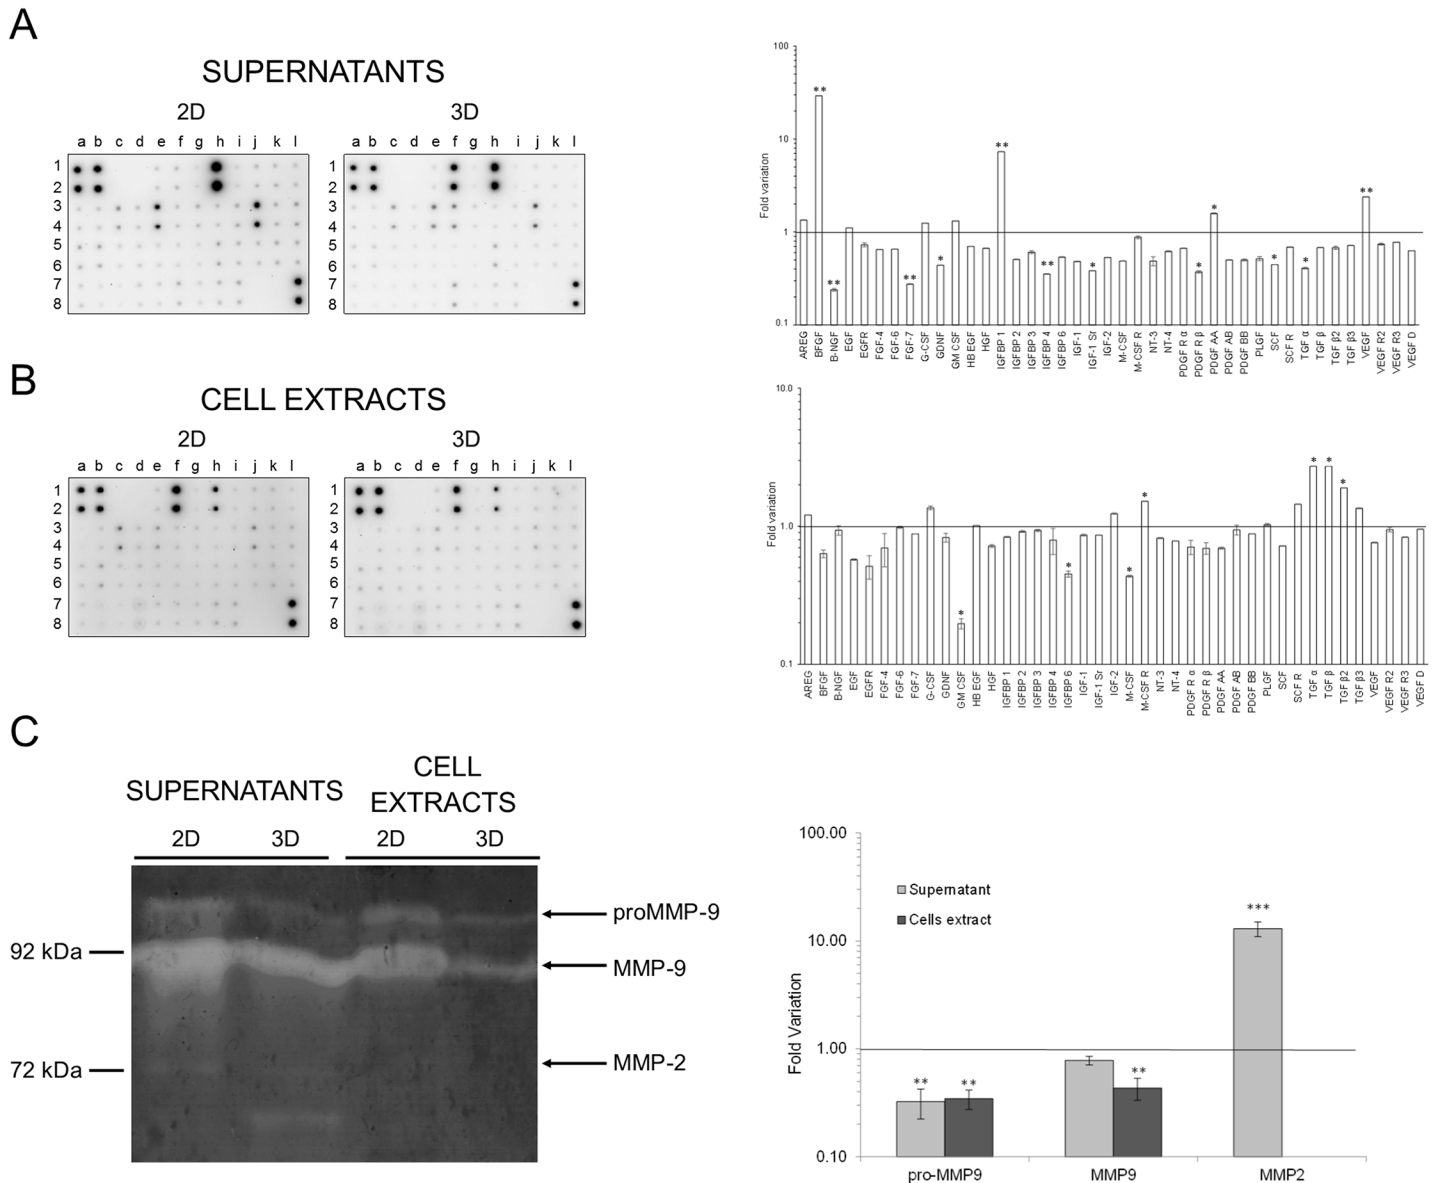 A
SUPERNATANTS
2D 3D
a b c d e f g h i j k l
a b c d e f g h i j k l
1
2
3
4
5
6
7
8
1
2
3
4
5
6
7
8
100
10
1
0.1
Fold variation
** ** ** ** * ** * * * * * **
AREG BFGF B-NGF EGF EGFR FGF-4 FGF-6 FGF-7 G-CSF GDNF GM CSF HB EGF HGF IGFBP 1 IGFBP 2 IGFBP 3 IGFBP 4 IGFBP 6 IGF-1 IGF-1 Sr IGF-2 M-CSF M-CSF R NT-3 NT-4 PDGF R α PDGF R β PDGF AA PDGF AB PDGF BB PLGF SCF SCF R TGF α TGF β TGF β2 TGF β3 VEGF VEGF R2 VEGF R3 VEGF D
B
CELL EXTRACTS
2D 3D
a b c d e f g h i j k l
a b c d e f g h i j k l
1
2
3
4
5
6
7
8
1
2
3
4
5
6
7
8
10.0
1.0
0.1
Fold variation
* * * * * * *
AREG BFGF B-NGF EGF EGFR FGF-4 FGF-6 FGF-7 G-CSF GDNF GM CSF HB EGF HGF IGFBP 1 IGFBP 2 IGFBP 3 IGFBP 4 IGFBP 6 IGF-1 IGF-1 Sr IGF-2 M-CSF M-CSF R NT-3 NT-4 PDGF R α PDGF R β PDGF AA PDGF AB PDGF BB PLGF SCF SCF R TGF α TGF β TGF β2 TGF β3 VEGF VEGF R2 VEGF R3 VEGF D
C
SUPERNATANTS
CELL
EXTRACTS
2D 3D 2D 3D
92 kDa
72 kDa
proMMP-9
MMP-9
MMP-2
100.00
10.00
1.00
0.10
Fold Variation
Supernatant
Cells extract
** ** ** ***
pro-MMP9 MMP9 MMP2